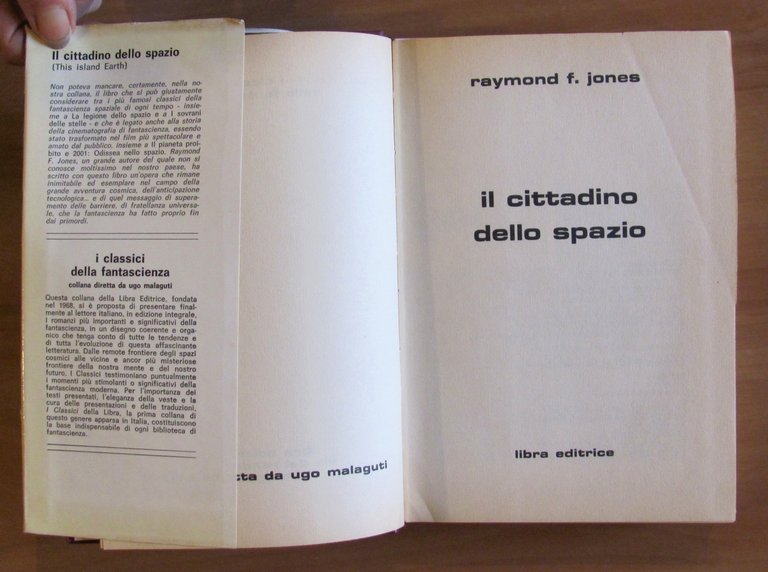 Il cittadino dello spazio
(This island Earth)
Non poteva mancare, certamente, nella no-
stra collana, il libro che si può giustamente
considerare tra i più famosi classici della
fantascienza spaziale di ogni tempo - insie-
me a La legione dello spazio e a I sovrani
delle stelle - e che è legato anche alla storia
della cinematografia di fantascienza, essendo
stato trasformato nel film più spettacolare e
amato dal pubblico, insieme a Il pianeta proi-
bito e 2001: Odissea nello spazio. Raymond
F. Jones, un grande autore del quale non si
conosce moltissimo nel nostro paese, ha
scritto con questo libro un'opera che rimane
inimitabile ed esemplare nel campo della
grande avventura cosmica, dell'anticipazione
tecnologica... e di quel messaggio di supera-
mento delle barriere, di fratellanza universa-
le, che la fantascienza ha fatto proprio fin
dai primordi.
i classici
della fantascienza
collana diretta da ugo malaguti
Questa collana della Libra Editrice, fondata
nel 1968, si è proposta di presentare final-
mente al lettore italiano, in edizione integrale,
i romanzi più importanti e significativi della
fantascienza, in un disegno coerente e orga-
nico che tenga conto di tutte le tendenze e
di tutta l'evoluzione di questa affascinante
letteratura. Dalle remote frontiere degli spazi
cosmici alle vicine e ancor più misteriose
frontiere della nostra mente e del nostro
futuro, I Classici testimoniano puntualmente
i momenti più stimolanti o significativi della
fantascienza moderna. Per l'importanza dei
testi presentati, l'eleganza della veste e la
cura delle presentazioni e delle traduzioni,
I Classici della Libra, la prima collana di
questo genere apparsa in Italia, costituiscono
la base indispensabile di ogni biblioteca di
fantascienza.
tta da ugo malaguti
raymond f. jones
il cittadino
dello spazio
libra editrice